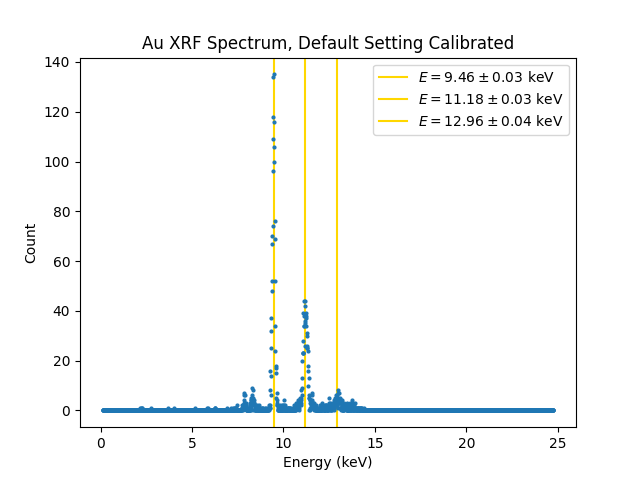 Au XRF Spectrum, Default Setting Calibrated
E = 9.46 ± 0.03 keV
E = 11.18 ± 0.03 keV
E = 12.96 ± 0.04 keV
140
120
100
80
60
40
20
0
Count
0 5 10 15 20 25
Energy (keV)